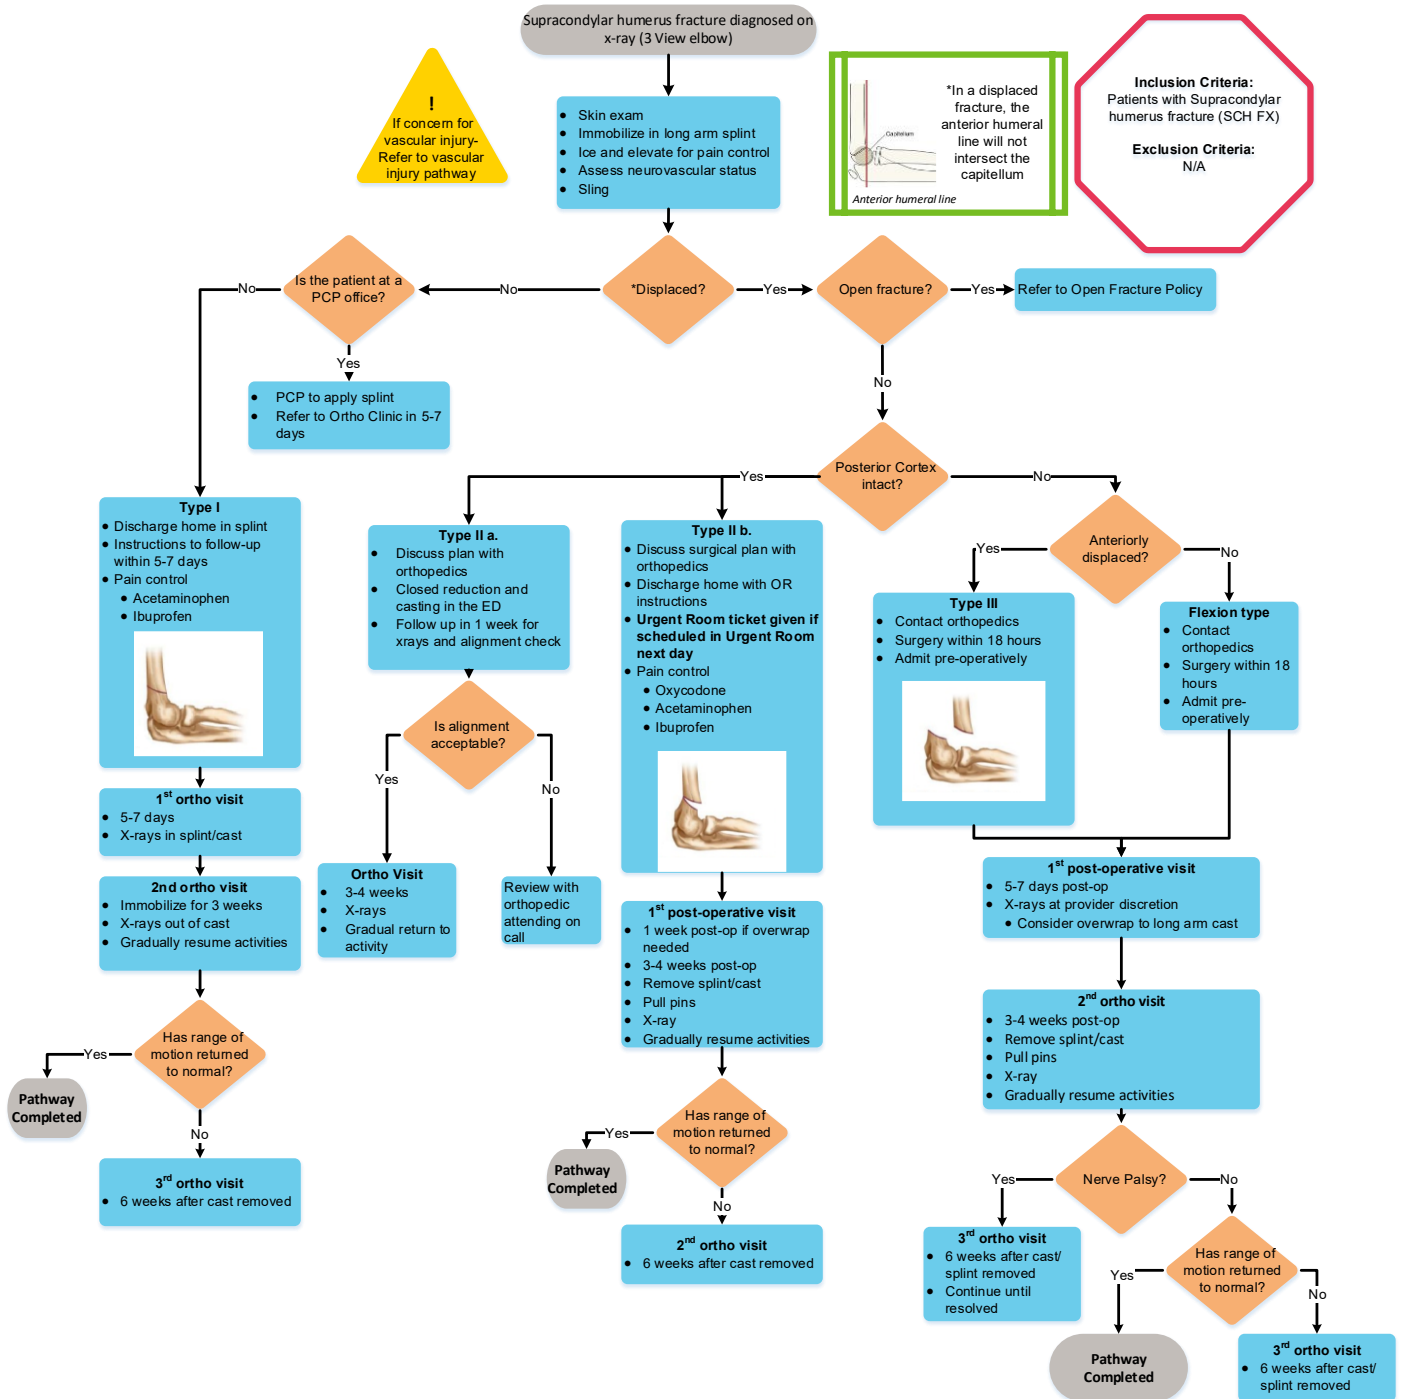 Supracondylar humerus fracture diagnosed on
x-ray (3 View elbow)
!
If concern for
vascular injury-
Refer to vascular
injury pathway
• Skin exam
• Immobilize in long arm splint
• Ice and elevate for pain control
• Assess neurovascular status
• Sling
Capitellum
Anterior humeral line
*In a displaced
fracture, the
anterior humeral
line will not
intersect the
capitellum
Inclusion Criteria:
Patients with Supracondylar
humerus fracture (SCH FX)
Exclusion Criteria:
N/A
No
Is the patient at a
PCP office?
No
*Displaced?
Yes
Open fracture?
Yes
Refer to Open Fracture Policy
Yes
No
• PCP to apply splint
• Refer to Ortho Clinic in 5-7
days
Yes
Posterior Cortex
intact?
No
Type I
• Discharge home in splint
• Instructions to follow-up
within 5-7 days
• Pain control
• Acetaminophen
• Ibuprofen
Type II a.
• Discuss plan with
orthopedics
• Closed reduction and
casting in the ED
• Follow up in 1 week for
xrays and alignment check
Type II b.
• Discuss surgical plan with
orthopedics
• Discharge home with OR
instructions
• Urgent Room ticket given if
scheduled in Urgent Room
next day
• Pain control
• Oxycodone
• Acetaminophen
• Ibuprofen
Yes
Anteriorly
displaced?
No
Type III
• Contact orthopedics
• Surgery within 18 hours
• Admit pre-operatively
Flexion type
• Contact
orthopedics
• Surgery within 18
hours
• Admit pre-
operatively
Is alignment
acceptable?
Yes
No
1st ortho visit
• 5-7 days
• X-rays in splint/cast
Ortho Visit
• 3-4 weeks
• X-rays
• Gradual return to
activity
Review with
orthopedic
attending on
call
2nd ortho visit
• Immobilize for 3 weeks
• X-rays out of cast
• Gradually resume activities
1st post-operative visit
• 1 week post-op if overwrap
needed
• 3-4 weeks post-op
• Remove splint/cast
• Pull pins
• X-ray
• Gradually resume activities
1st post-operative visit
• 5-7 days post-op
• X-rays at provider discretion
• Consider overwrap to long arm cast
2nd ortho visit
• 3-4 weeks post-op
• Remove splint/cast
• Pull pins
• X-ray
• Gradually resume activities
Yes
Has range of
motion returned
to normal?
Pathway
Completed
No
3rd ortho visit
• 6 weeks after cast removed
Yes
Has range of
motion returned
to normal?
Pathway
Completed
No
2nd ortho visit
• 6 weeks after cast removed
Yes
Nerve Palsy?
No
3rd ortho visit
• 6 weeks after cast/
splint removed
• Continue until
resolved
Yes
Has range of
motion returned
to normal?
No
Pathway
Completed
3rd ortho visit
• 6 weeks after cast/
splint removed